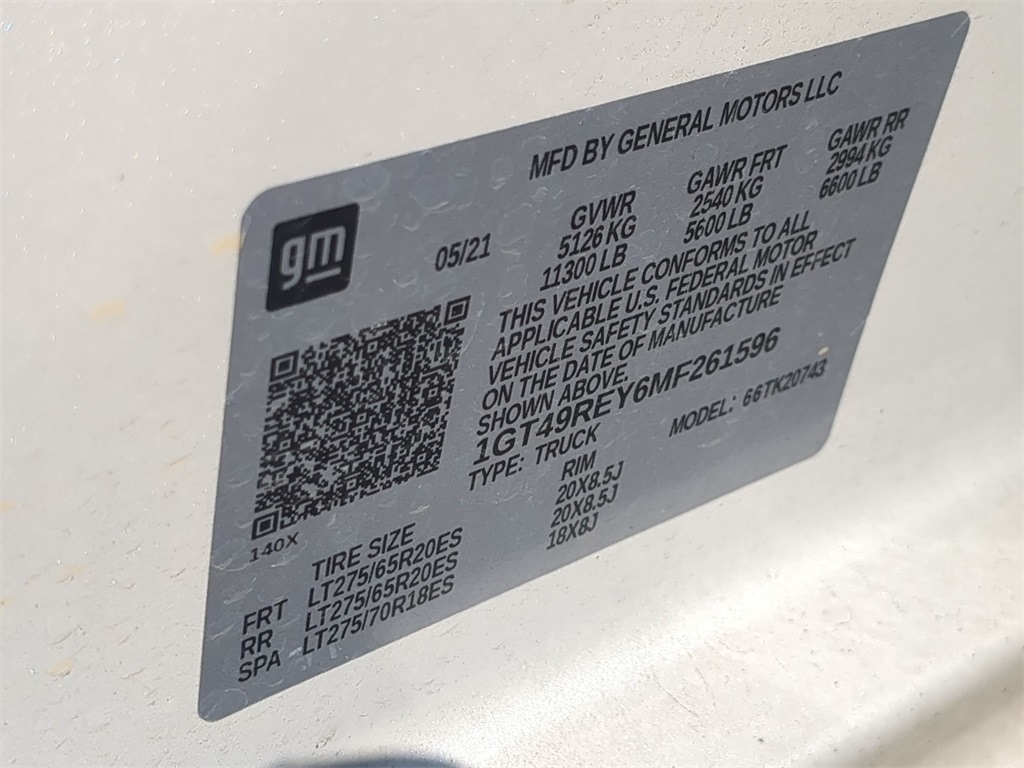 MFD BY GENERAL MOTORS LLC
gm
05/21
GVWR GAWR FRT GAWR RR
5126 KG 2540 KG 2994 KG
11300 LB 5600 LB 6600 LB
THIS VEHICLE CONFORMS TO ALL
APPLICABLE U.S. FEDERAL MOTOR
VEHICLE SAFETY STANDARDS IN EFFECT
ON THE DATE OF MANUFACTURE
SHOWN ABOVE.
1GT49REY6MF261596
TYPE: TRUCK MODEL: 66TK20743
140X
TIRE SIZE RIM
FRT LT275/65R20ES 20X8.5J
RR LT275/65R20ES 20X8.5J
SPA LT275/70R18ES 18X8J